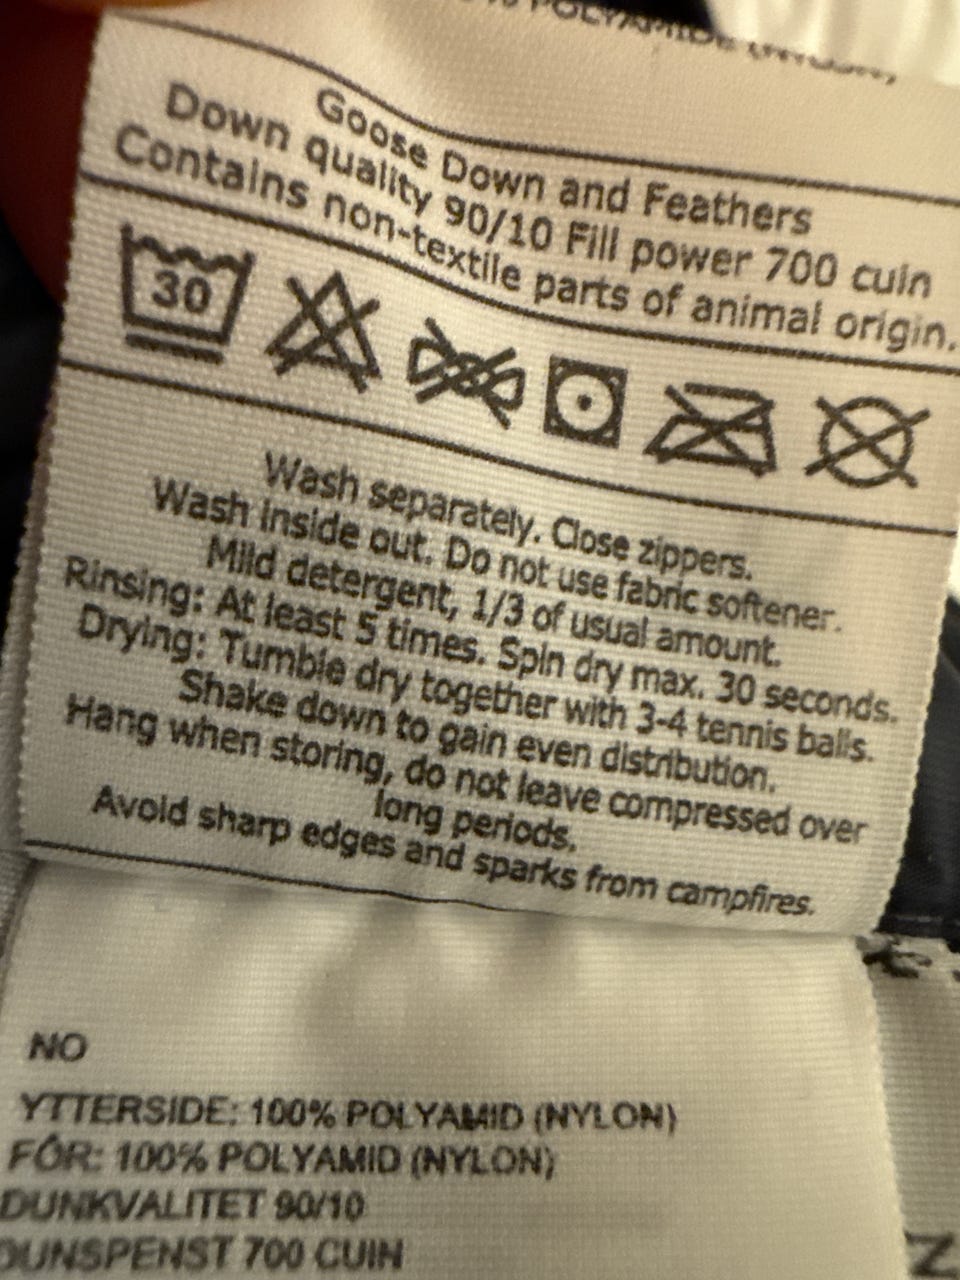 POLYAMIDE (NYLON)
Goose Down and Feathers
Down quality 90/10 Fill power 700 cuin
Contains non-textile parts of animal origin.
30
Wash separately. Close zippers.
Wash inside out. Do not use fabric softener.
Mild detergent, 1/3 of usual amount.
Rinsing: At least 5 times. Spin dry max. 30 seconds.
Drying: Tumble dry together with 3-4 tennis balls.
Shake down to gain even distribution.
Hang when storing, do not leave compressed over
long periods.
Avoid sharp edges and sparks from campfires.
NO
YTTERSIDE: 100% POLYAMID (NYLON)
FÔR: 100% POLYAMID (NYLON)
DUNKVALITET 90/10
DUNSPENST 700 CUIN